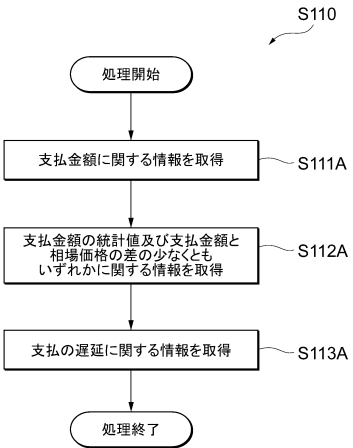 S110
処理開始
支払金額に関する情報を取得
S111A
支払金額の統計値及び支払金額と
相場価格の差の少なくとも
いずれかに関する情報を取得
S112A
支払の遅延に関する情報を取得
S113A
処理終了